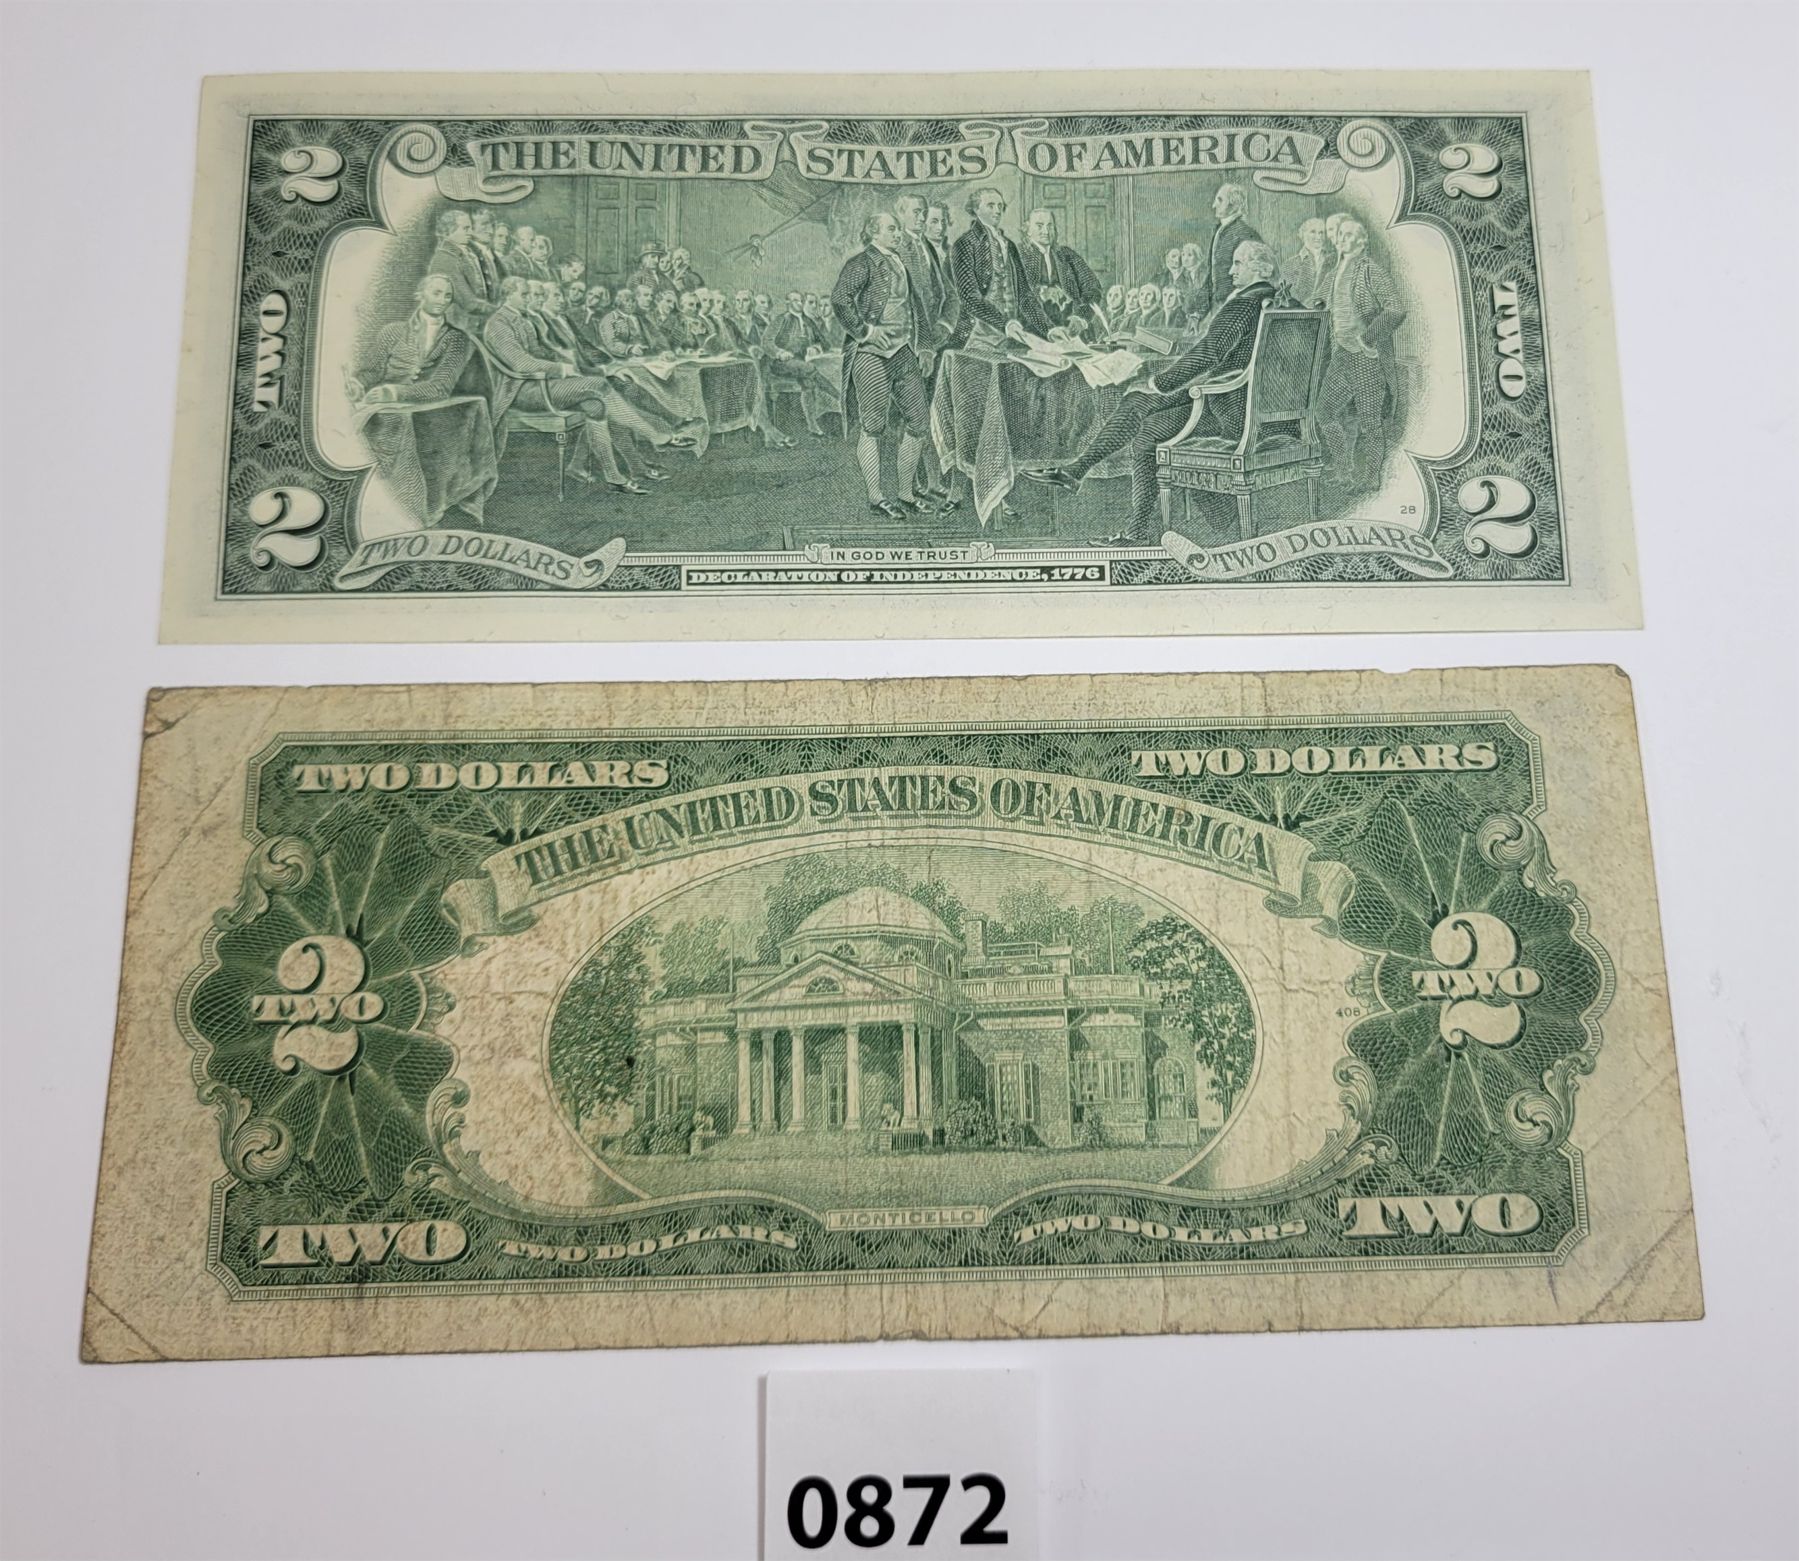 THE UNITED STATES OF AMERICA
2 2
TWO TWO
2 2
28
TWO DOLLARS TWO DOLLARS
IN GOD WE TRUST
DECLARATION OF INDEPENDENCE, 1776
TWO DOLLARS TWO DOLLARS
THE UNITED STATES OF AMERICA
2 2
TWO TWO
408
MONTICELLO
TWO TWO DOLLARS TWO DOLLARS TWO
0872